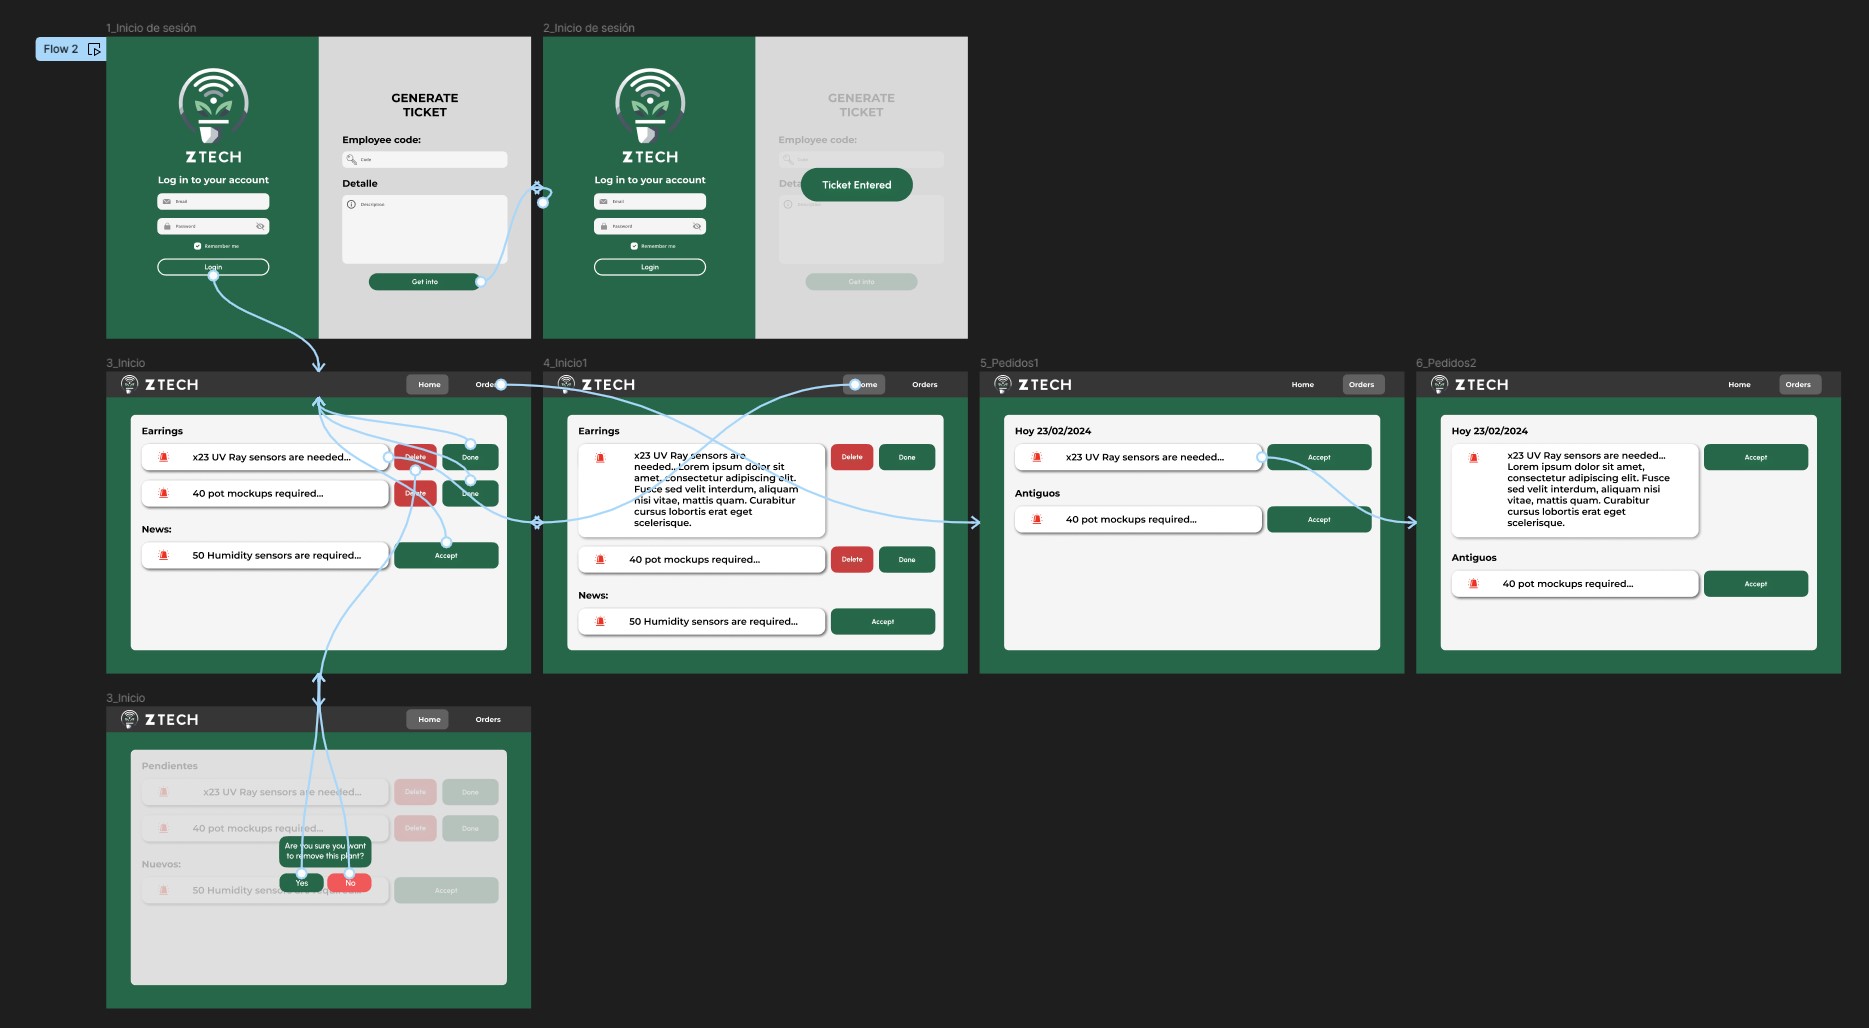 1_Inicio de sesión
2_Inicio de sesión
Flow 2
ZTECH
Log in to your account
Email
Password
Remember me
Login
GENERATE
TICKET
Employee code:
Code
Detalle
Description
Get into
ZTECH
Log in to your account
Email
Password
Remember me
Login
GENERATE
TICKET
Employee code:
Code
Ticket Entered
Get into
3_Inicio
ZTECH
Home
Orders
Earrings
x23 UV Ray sensors are needed...
Delete
Done
40 pot mockups required...
Delete
Done
News:
50 Humidity sensors are required...
Accept
4_Inicio1
ZTECH
Home
Orders
Earrings
x23 UV Ray sensors are
needed...Lorem ipsum dolor sit
amet, consectetur adipiscing elit.
Fusce sed velit interdum, aliquam
nisi vitae, mattis quam. Curabitur
cursus lobortis erat eget
scelerisque.
Delete
Done
40 pot mockups required...
Delete
Done
News:
50 Humidity sensors are required...
Accept
5_Pedidos1
ZTECH
Home
Orders
Hoy 23/02/2024
x23 UV Ray sensors are needed...
Accept
Antiguos
40 pot mockups required...
Accept
6_Pedidos2
ZTECH
Home
Orders
Hoy 23/02/2024
x23 UV Ray sensors are needed...
Lorem ipsum dolor sit amet,
consectetur adipiscing elit. Fusce
sed velit interdum, aliquam nisi
vitae, mattis quam. Curabitur
cursus lobortis erat eget
scelerisque.
Accept
Antiguos
40 pot mockups required...
Accept
3_Inicio
ZTECH
Home
Orders
Pendientes
x23 UV Ray sensors are needed...
Delete
Done
40 pot mockups required...
Delete
Done
Are you sure you want
to remove this plant?
Yes
No
Nuevos:
50 Humidity sensors are
Accept